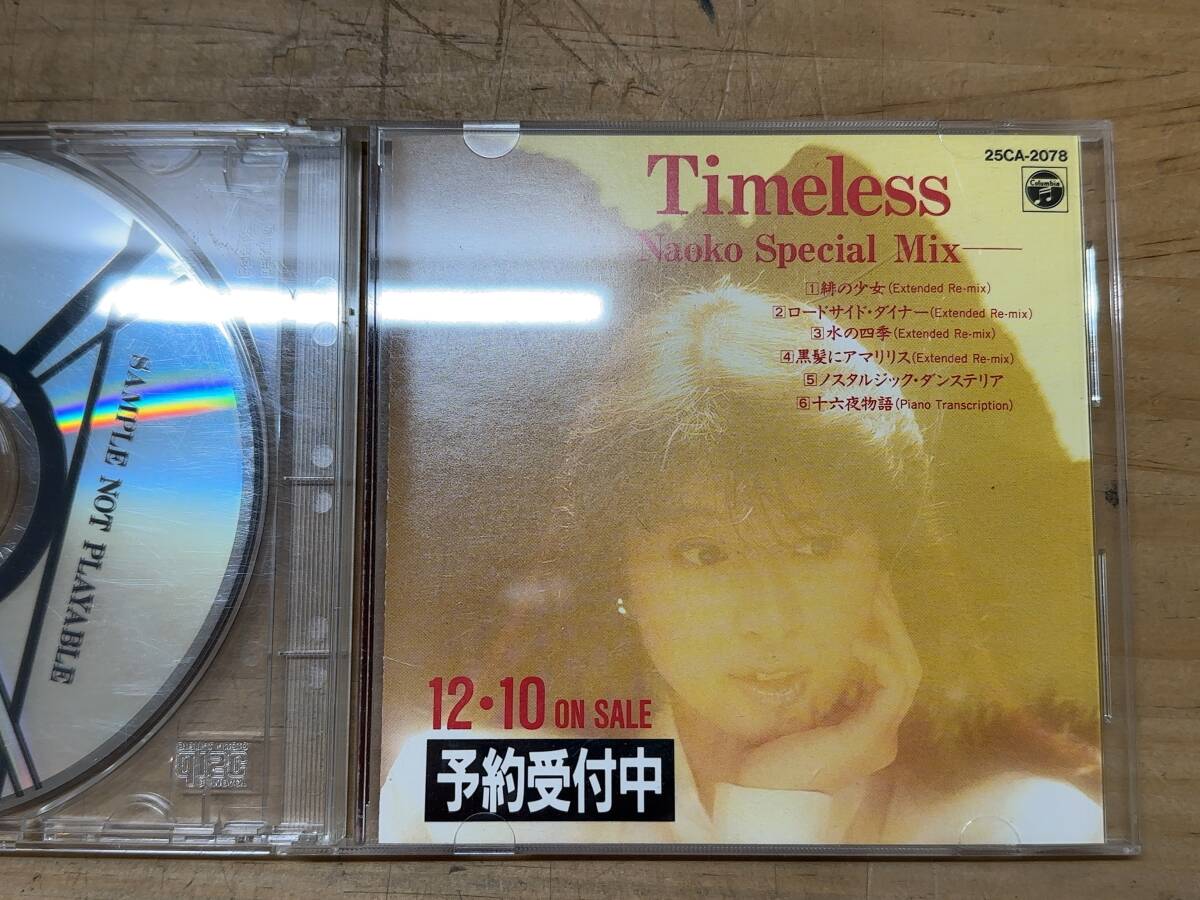 SAMPLE NOT PLAYABLE
Timeless
25CA-2078
Columbia
Naoko Special Mix
1 緋の少女(Extended Re-mix)
2 ロードサイド・ダイナー(Extended Re-mix)
3 水の四季(Extended Re-mix)
4 黒髪にアマリリス(Extended Re-mix)
5 ノスタルジック・ダンステリア
6 十六夜物語(Piano Transcription)
12・10 ON SALE
予約受付中